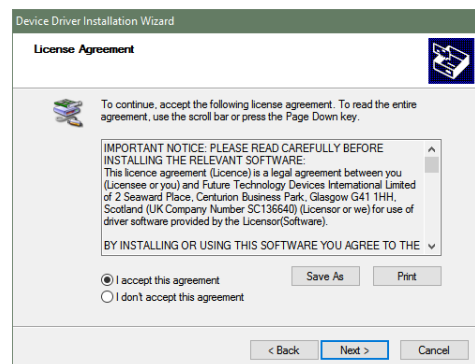 Device Driver Installation Wizard
License Agreement
To continue, accept the following license agreement. To read the entire
agreement, use the scroll bar or press the Page Down key.
IMPORTANT NOTICE: PLEASE READ CAREFULLY BEFORE
INSTALLING THE RELEVANT SOFTWARE:
This licence agreement (Licence) is a legal agreement between you
(Licensee or you) and Future Technology Devices International Limited
of 2 Seaward Place, Centurion Business Park, Glasgow G41 1HH,
Scotland (UK Company Number SC136640) (Licensor or we) for use of
driver software provided by the Licensor(Software).
BY INSTALLING OR USING THIS SOFTWARE YOU AGREE TO THE
I accept this agreement
Save As
Print
I don't accept this agreement
< Back
Next >
Cancel